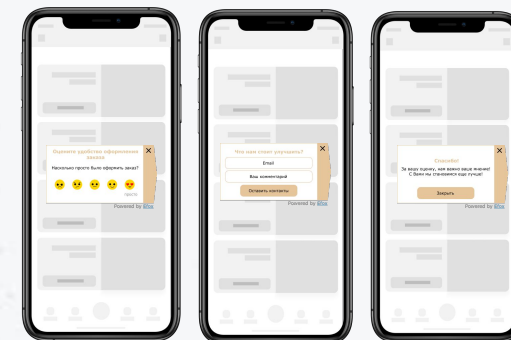 Оцените удобство оформления
заказа
Насколько просто было оформить заказ?
просто
Powered by
Что нам стоит улучшить?
Email
Ваш комментарий
Оставить контакты
Powered by
Спасибо!
За вашу оценку, нам важно ваше мнение!
С Вами мы становимся еще лучше!
Закрыть
Powered by